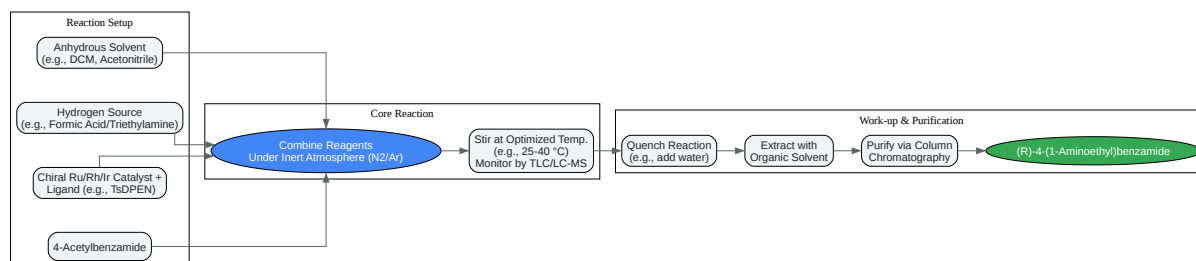 Reaction Setup
Anhydrous Solvent
(e.g., DCM, Acetonitrile)
Hydrogen Source
(e.g., Formic Acid/Triethylamine)
Chiral Ru/Rh/Ir Catalyst +
Ligand (e.g., TsDPEN)
4-Acetylbenzamide
Core Reaction
Combine Reagents
Under Inert Atmosphere (N2/Ar)
Stir at Optimized Temp.
(e.g., 25-40 °C)
Monitor by TLC/LC-MS
Work-up & Purification
Quench Reaction
(e.g., add water)
Extract with
Organic Solvent
Purify via Column
Chromatography
(R)-4-(1-Aminoethyl)benzamide